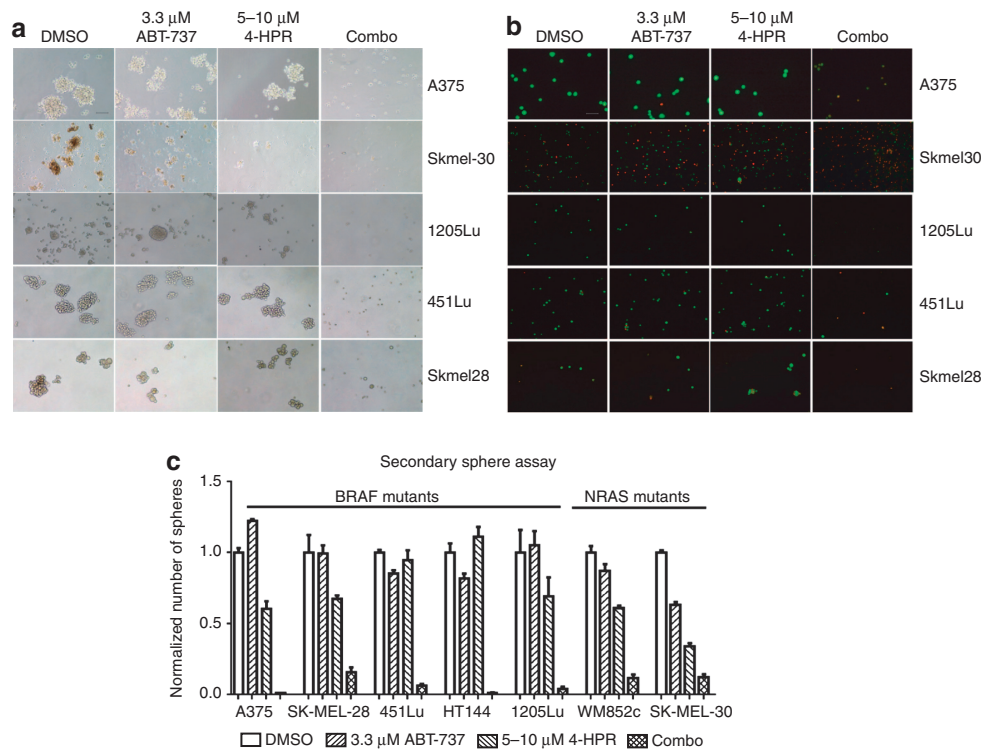 a
DMSO
3.3 µM
ABT-737
5–10 µM
4-HPR
Combo
A375
Skmel-30
1205Lu
451Lu
Skmel28
b
DMSO
3.3 µM
ABT-737
5–10 µM
4-HPR
Combo
A375
Skmel30
1205Lu
451Lu
Skmel28
c
Secondary sphere assay
BRAF mutants
NRAS mutants
Normalized number of spheres
1.5
1.0
0.5
0.0
A375 SK-MEL-28 451Lu HT144 1205Lu WM852c SK-MEL-30
DMSO 3.3 µM ABT-737 5–10 µM 4-HPR Combo